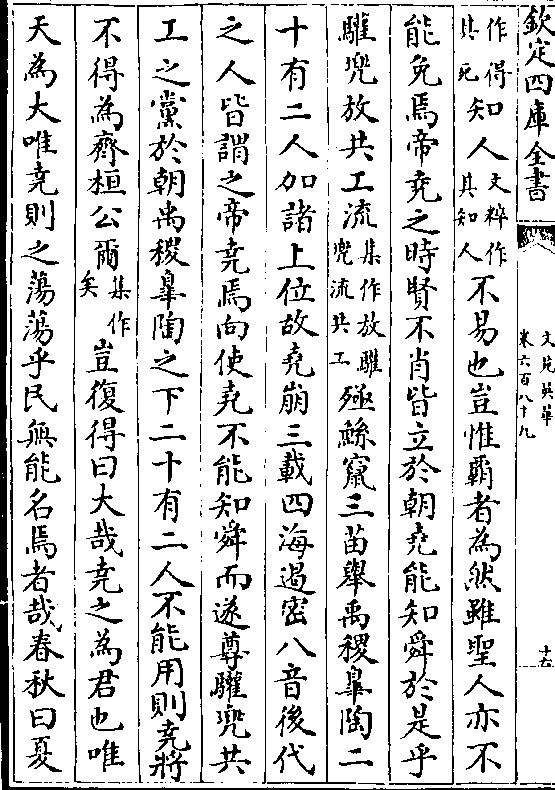 欽定四庫全書
文苑英華
卷六百八十九
十五
作得知其死知人文粹作其知人不易也豈惟霸者為然雖聖人亦不
能免焉帝堯之時賢不肖皆立於朝堯能知舜於是乎
驩兜放共工流集作放驩兜流共工殛鯀竄三苗舉禹稷臯陶二
十有二人加諸上位故堯崩三載四海遏密八音後代
之人皆謂之帝堯焉向使堯不能知舜而遂尊驩兜共
工之黨於朝禹稷臯陶之下二十有二人不能用則堯將
不得為齊桓公爾集作矣豈復得曰大哉堯之為君也唯
天為大唯堯則之蕩蕩乎民無能名焉者哉春秋曰夏